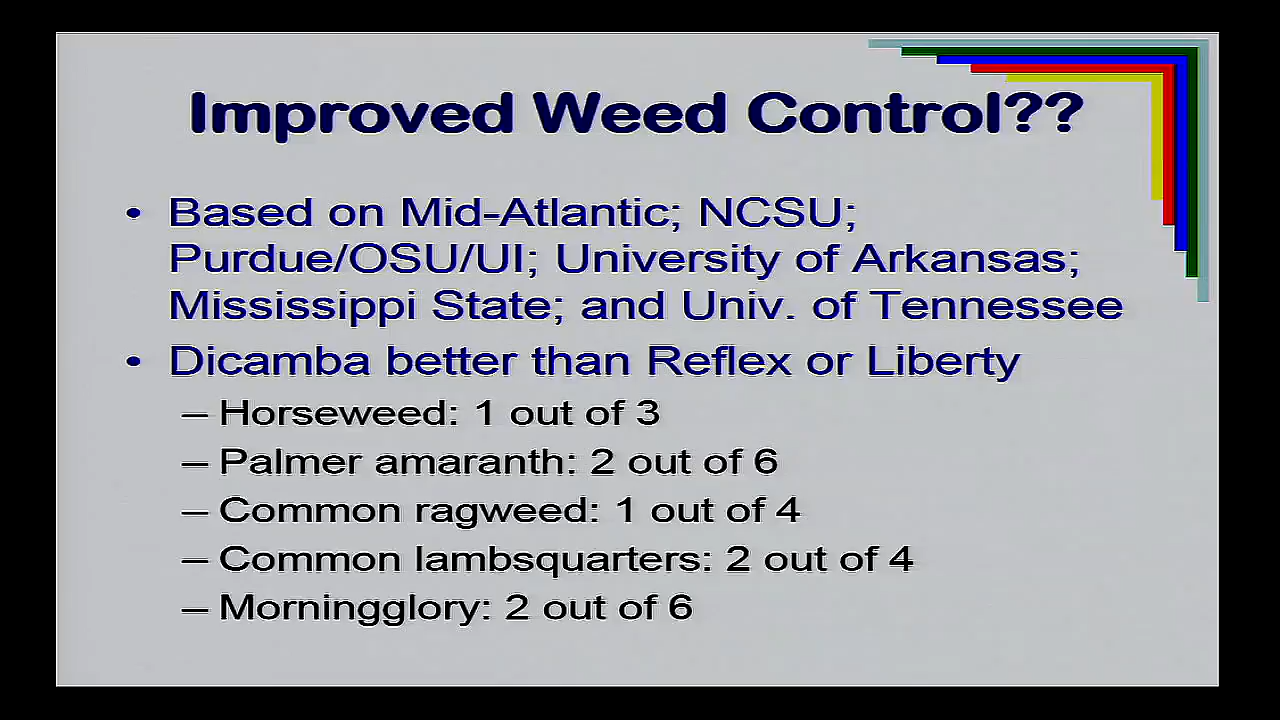 Improved Weed Control??
• Based on Mid-Atlantic; NCSU;
Purdue/OSU/UI; University of Arkansas;
Mississippi State; and Univ. of Tennessee
• Dicamba better than Reflex or Liberty
– Horseweed: 1 out of 3
– Palmer amaranth: 2 out of 6
– Common ragweed: 1 out of 4
– Common lambsquarters: 2 out of 4
– Morningglory: 2 out of 6